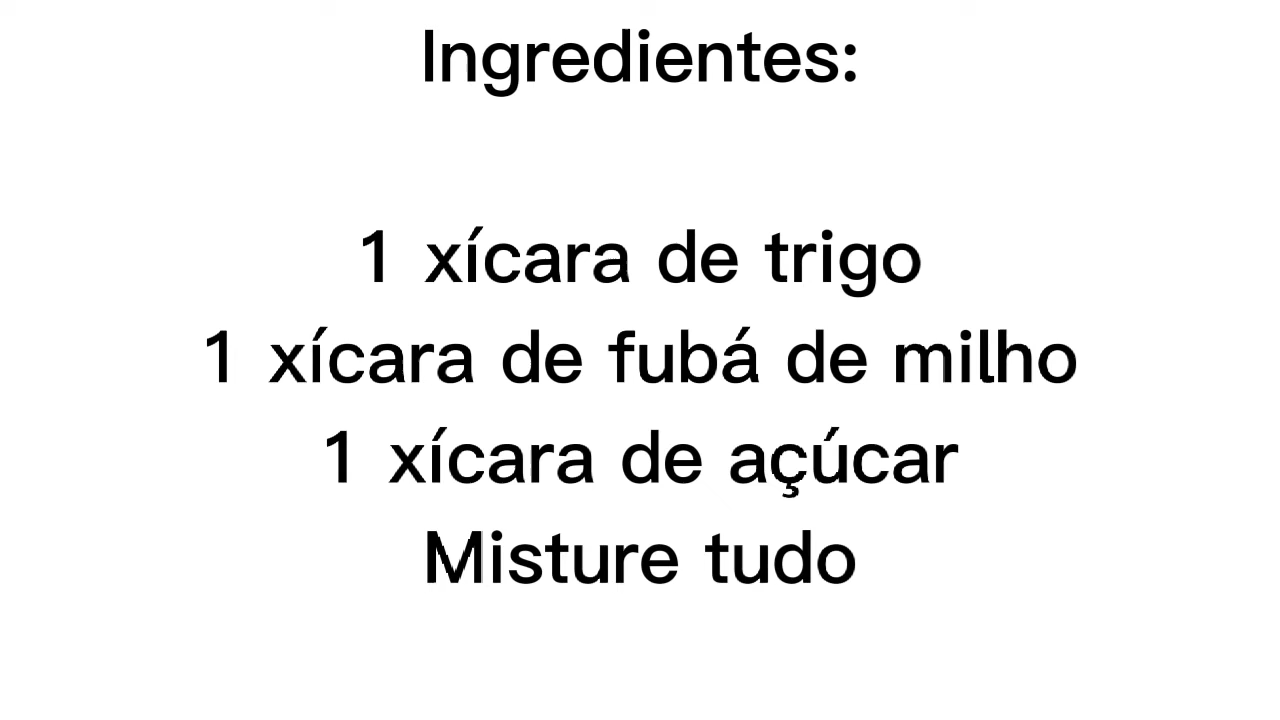 Ingredientes:
1 xícara de trigo
1 xícara de fubá de milho
1 xícara de açúcar
Misture tudo